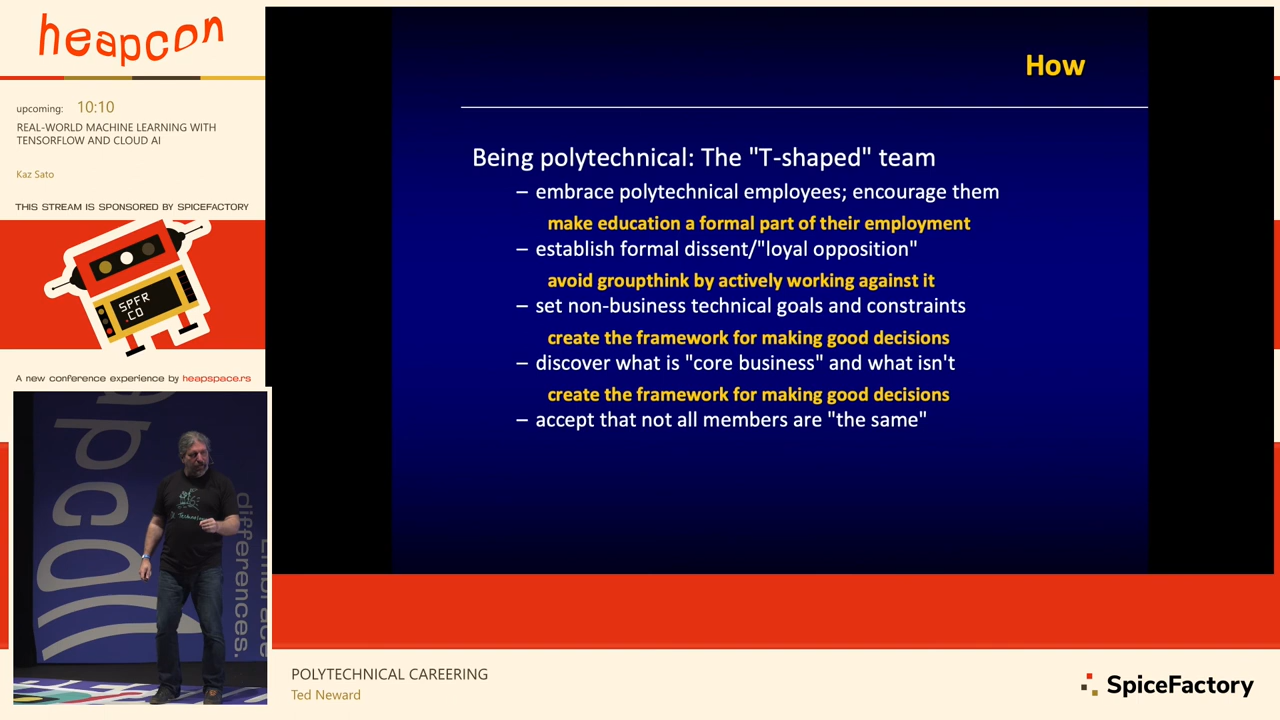 heapcon
upcoming: 10:10
REAL-WORLD MACHINE LEARNING WITH
TENSORFLOW AND CLOUD AI
Kaz Sato
THIS STREAM IS SPONSORED BY SPICEFACTORY
SPFR
.CO
A new conference experience by heapspace.rs
How
Being polytechnical: The "T-shaped" team
– embrace polytechnical employees; encourage them
make education a formal part of their employment
– establish formal dissent/"loyal opposition"
avoid groupthink by actively working against it
– set non-business technical goals and constraints
create the framework for making good decisions
– discover what is "core business" and what isn't
create the framework for making good decisions
– accept that not all members are "the same"
differences.
POLYTECHNICAL CAREERING
Ted Neward
SpiceFactory